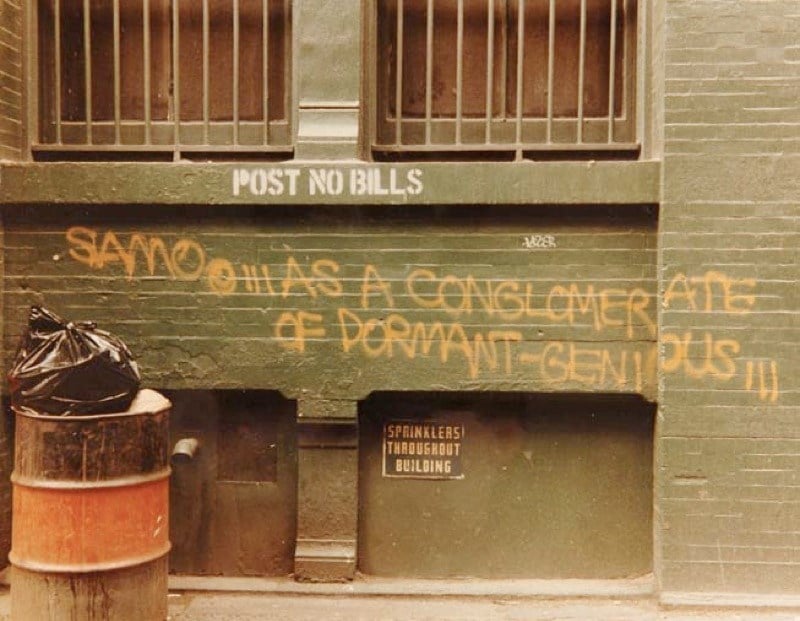 POST NO BILLS
SAMO©!!! AS A CONGLOMERATE
OF DORMANT-GENIOUS!!!
SPRINKLERS
THROUGHOUT
BUILDING